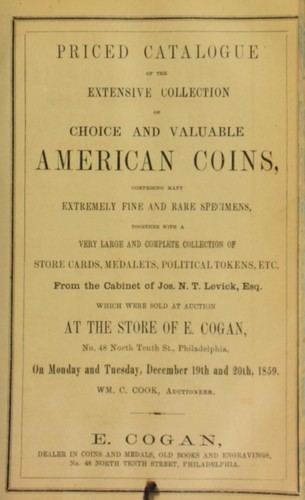 PRICED CATALOGUE
OF THE
EXTENSIVE COLLECTION
OF
CHOICE AND VALUABLE
AMERICAN COINS,
COMPRISING MANY
EXTREMELY FINE AND RARE SPECIMENS,
TOGETHER WITH A
VERY LARGE AND COMPLETE COLLECTION OF
STORE CARDS, MEDALETS, POLITICAL TOKENS, ETC.
From the Cabinet of Jos. N. T. Levick, Esq.
WHICH WERE SOLD AT AUCTION
AT THE STORE OF E. COGAN,
No. 48 North Tenth St., Philadelphia,
On Monday and Tuesday, December 19th and 20th, 1859.
WM. C. COOK, AUCTIONEER.
E. COGAN,
DEALER IN COINS AND MEDALS, OLD BOOKS AND ENGRAVINGS,
No. 48 NORTH TENTH STREET, PHILADELPHIA.